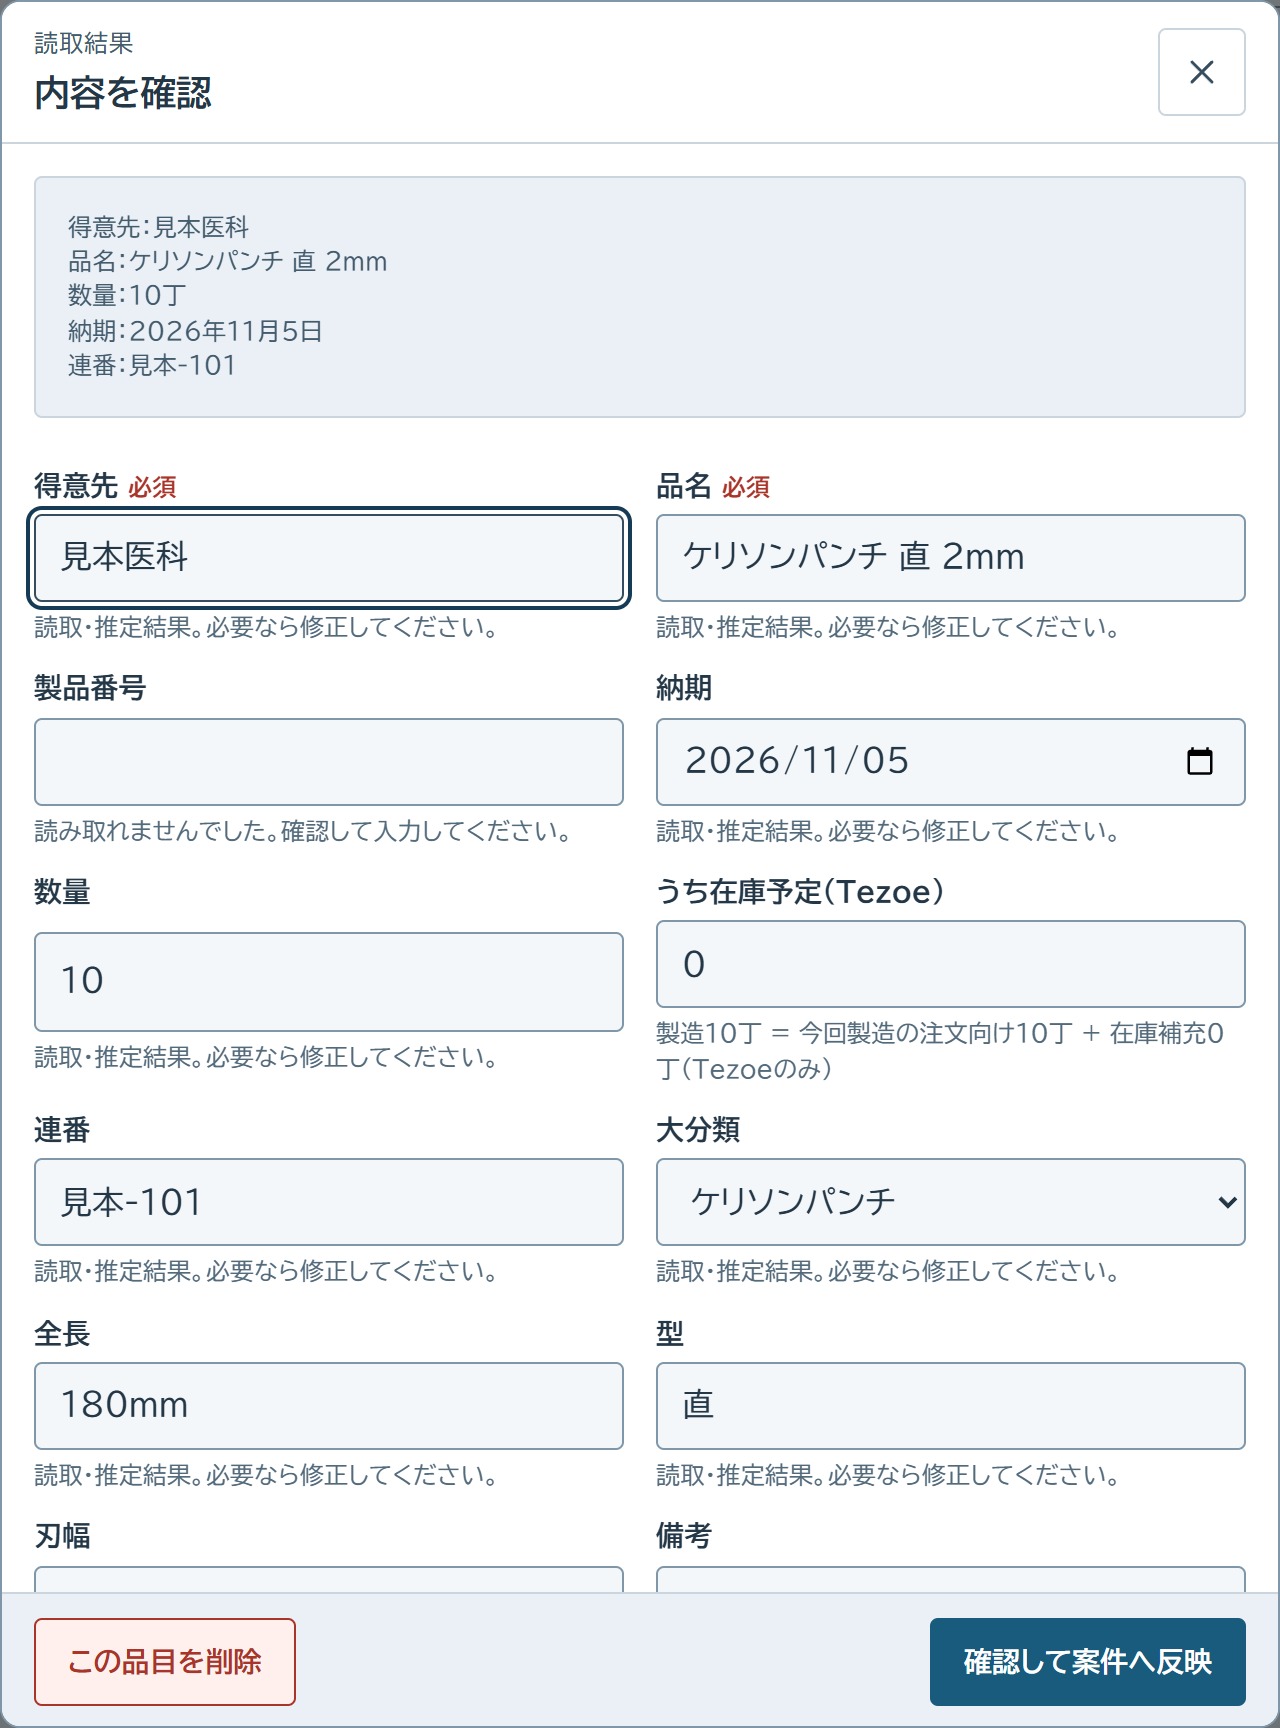 読取結果
内容を確認
得意先：見本医科
品名：ケリソンパンチ 直 2mm
数量：10丁
納期：2026年11月5日
連番：見本-101
得意先 必須
見本医科
読取・推定結果。必要なら修正してください。
品名 必須
ケリソンパンチ 直 2mm
読取・推定結果。必要なら修正してください。
製品番号
読み取れませんでした。確認して入力してください。
納期
2026/11/05
読取・推定結果。必要なら修正してください。
数量
10
読取・推定結果。必要なら修正してください。
うち在庫予定（Tezoe）
0
製造10丁 ＝ 今回製造の注文向け10丁 ＋ 在庫補充0
丁（Tezoeのみ）
連番
見本-101
読取・推定結果。必要なら修正してください。
大分類
ケリソンパンチ
読取・推定結果。必要なら修正してください。
全長
180mm
読取・推定結果。必要なら修正してください。
型
直
読取・推定結果。必要なら修正してください。
刃幅
備考
この品目を削除
確認して案件へ反映